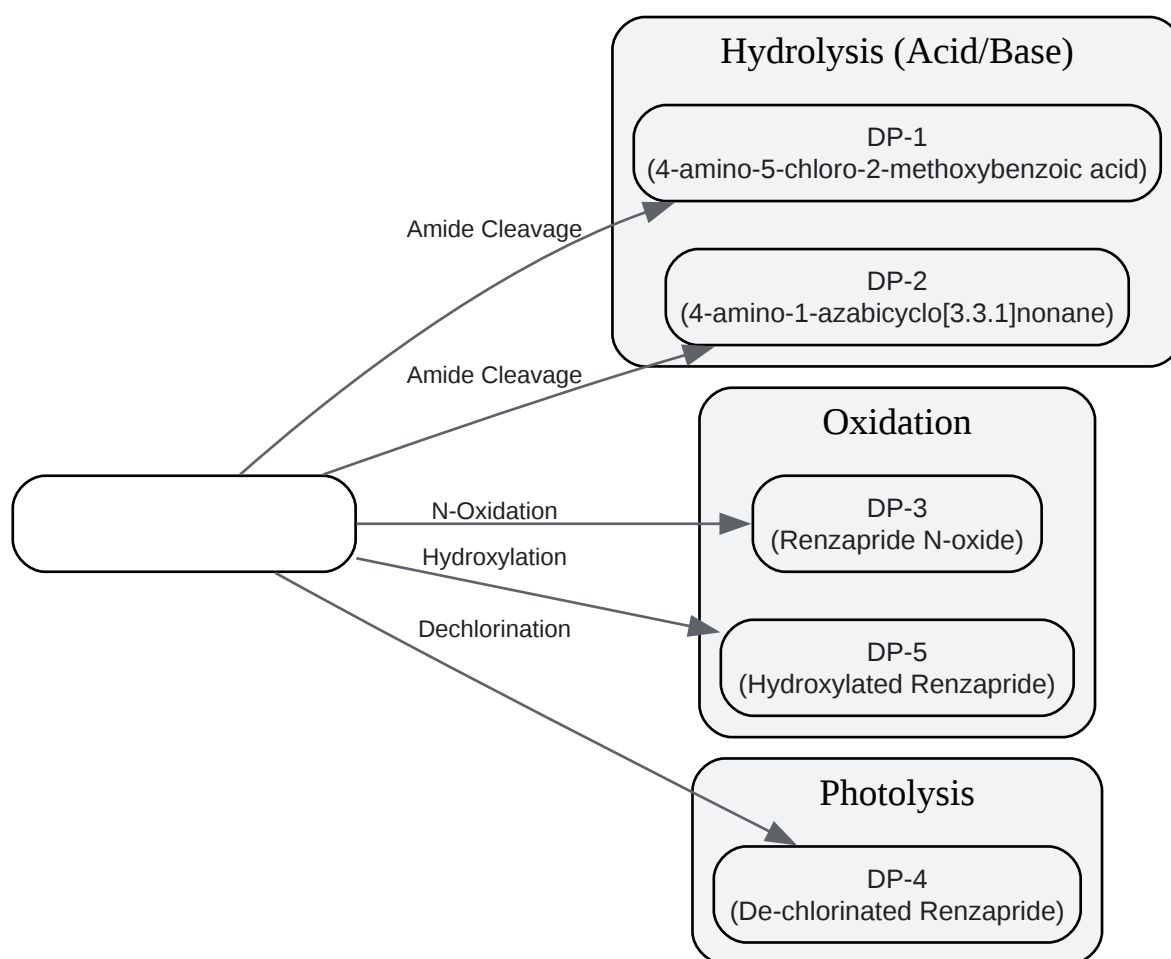 Hydrolysis (Acid/Base)
DP-1
(4-amino-5-chloro-2-methoxybenzoic acid)
Amide Cleavage
DP-2
(4-amino-1-azabicyclo[3.3.1]nonane)
Amide Cleavage
Oxidation
N-Oxidation
DP-3
(Renzapride N-oxide)
Hydroxylation
Dechlorination
DP-5
(Hydroxylated Renzapride)
Photolysis
DP-4
(De-chlorinated Renzapride)